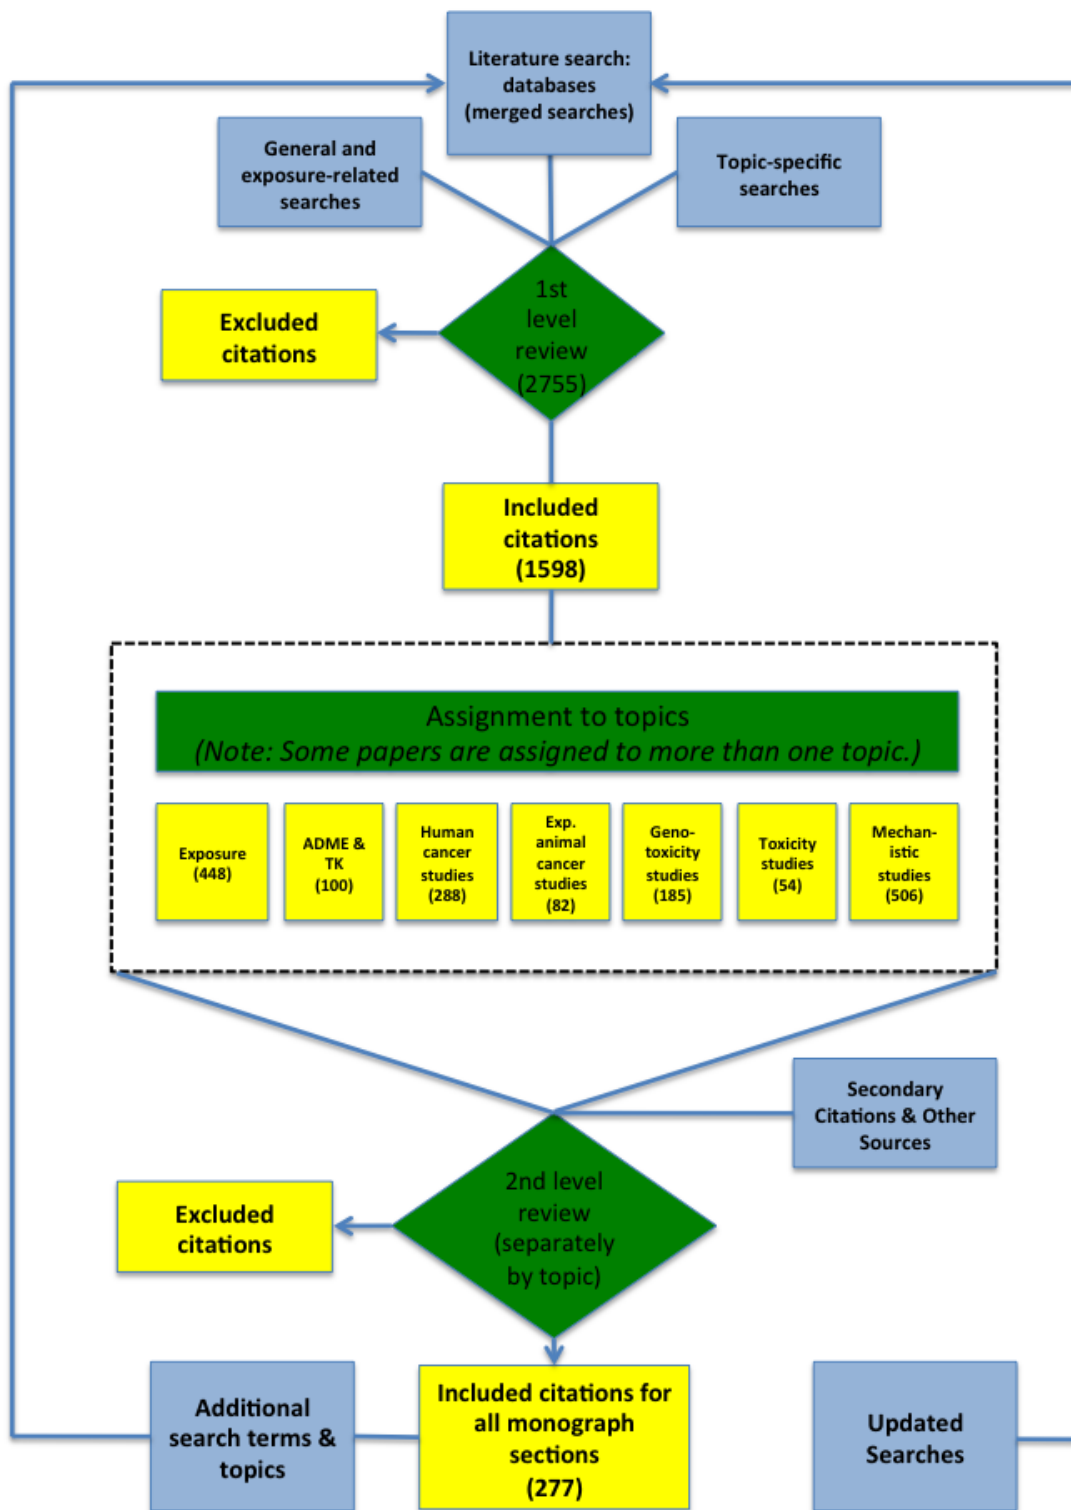 Literature search:
databases
(merged searches)
General and
exposure-related
searches
Topic-specific
searches
1st
level
review
(2755)
Excluded
citations
Included
citations
(1598)
Assignment to topics
(Note: Some papers are assigned to more than one topic.)
Exposure
(448)
ADME &
TK
(100)
Human
cancer
studies
(288)
Exp.
animal
cancer
studies
(82)
Geno-
toxicity
studies
(185)
Toxicity
studies
(54)
Mechan-
istic
studies
(506)
Secondary
Citations & Other
Sources
2nd level
review
(separately
by topic)
Excluded
citations
Additional
search terms &
topics
Included citations for
all monograph
sections
(277)
Updated
Searches